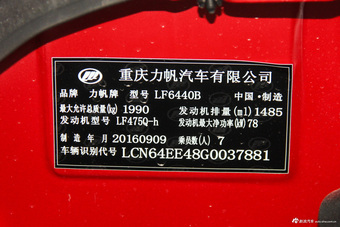 重庆力帆汽车有限公司
品牌 力帆牌 型号 LF6440B 中国·制造
最大允许总质量(kg) 1990 发动机排量(ml) 1485
发动机型号 LF475Q-h 发动机最大净功率(kW) 78
制造年月 20160909 乘员数(人) 7
车辆识别代号 LCN64EE48G0037881